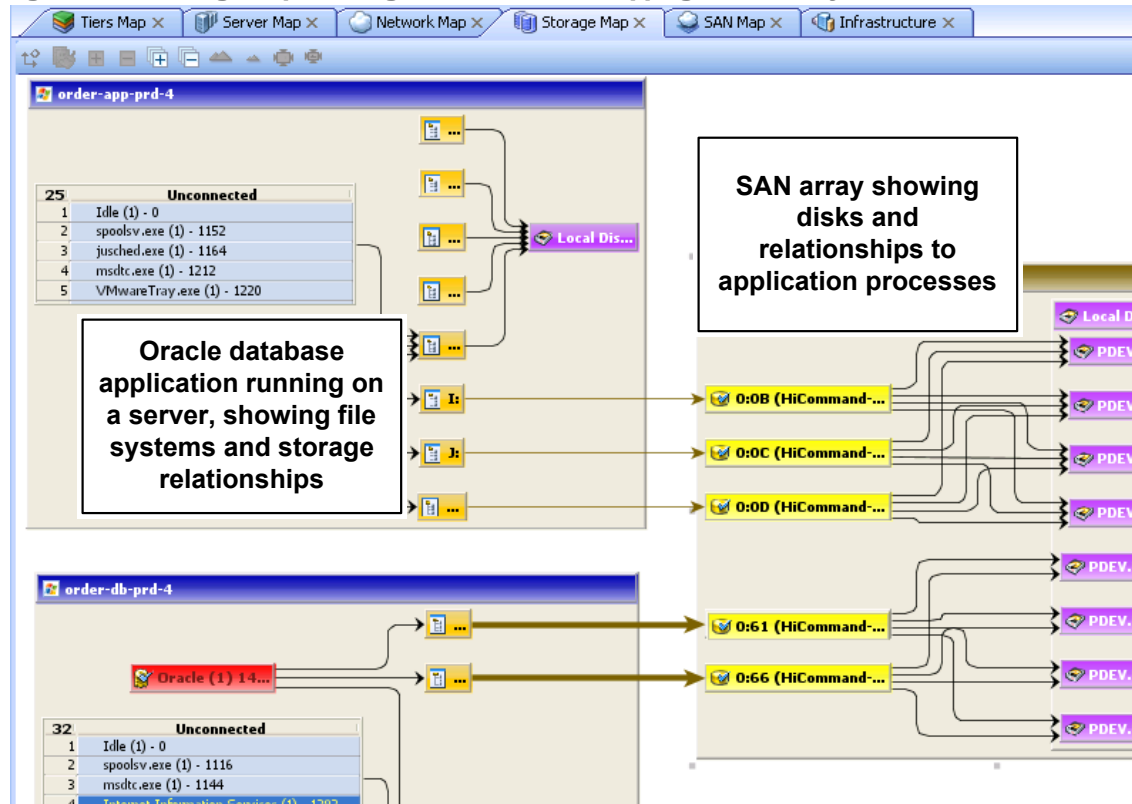 Tiers Map
Server Map
Network Map
Storage Map
SAN Map
Infrastructure
order-app-prd-4
...
...
...
...
...
I:
J:
...
Local Dis...
25 Unconnected
1 Idle (1) - 0
2 spoolsv.exe (1) - 1152
3 jusched.exe (1) - 1164
4 msdtc.exe (1) - 1212
5 VMwareTray.exe (1) - 1220
Oracle database
application running on
a server, showing file
systems and storage
relationships
SAN array showing
disks and
relationships to
application processes
Local D
0:0B (HiCommand-...
0:0C (HiCommand-...
0:0D (HiCommand-...
0:61 (HiCommand-...
0:66 (HiCommand-...
PDEV
PDEV
PDEV
PDEV
PDEV.
PDEV.
PDEV.
PDEV.
order-db-prd-4
...
...
Oracle (1) 14...
32 Unconnected
1 Idle (1) - 0
2 spoolsv.exe (1) - 1116
3 msdtc.exe (1) - 1144